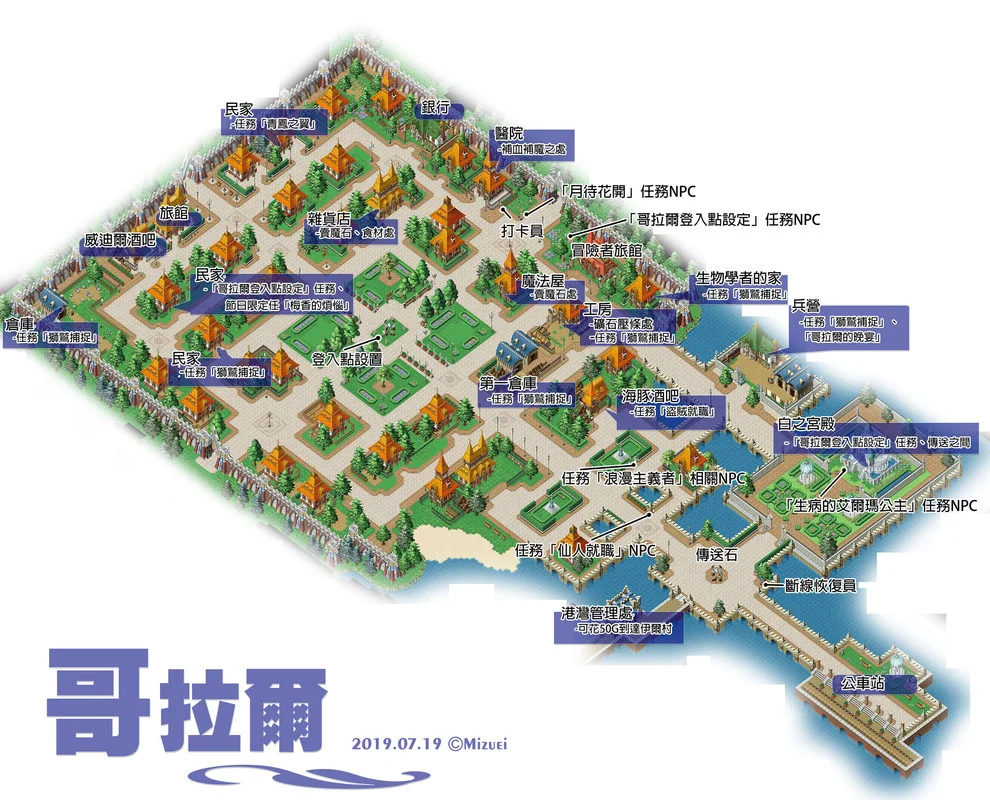 民家
-任務「青鳳之翼」
銀行
醫院
-補血補魔之處
「月待花開」任務NPC
打卡員
「哥拉爾登入點設定」任務NPC
冒險者旅館
旅館
威迪爾酒吧
雜貨店
-賣魔石、食材處
民家
-「哥拉爾登入點設定」任務、
節日限定任「梅香的煩惱」
魔法屋
-賣魔石處
生物學者的家
-任務「獅鷲捕捉」
工房
-礦石壓條處
-任務「獅鷲捕捉」
兵營
-任務「獅鷲捕捉」、
「哥拉爾的晚宴」
倉庫
-任務「獅鷲捕捉」
民家
-任務「獅鷲捕捉」
登入點設置
第一倉庫
-任務「獅鷲捕捉」
海豚酒吧
-任務「盜賊就職」
白之宮殿
-「哥拉爾登入點設定」任務、傳送之間
任務「浪漫主義者」相關NPC
「生病的艾爾瑪公主」任務NPC
任務「仙人就職」NPC
傳送石
斷線恢復員
港灣管理處
-可花50G到達伊爾村
公車站
哥拉爾
2019.07.19 ©Mizuei